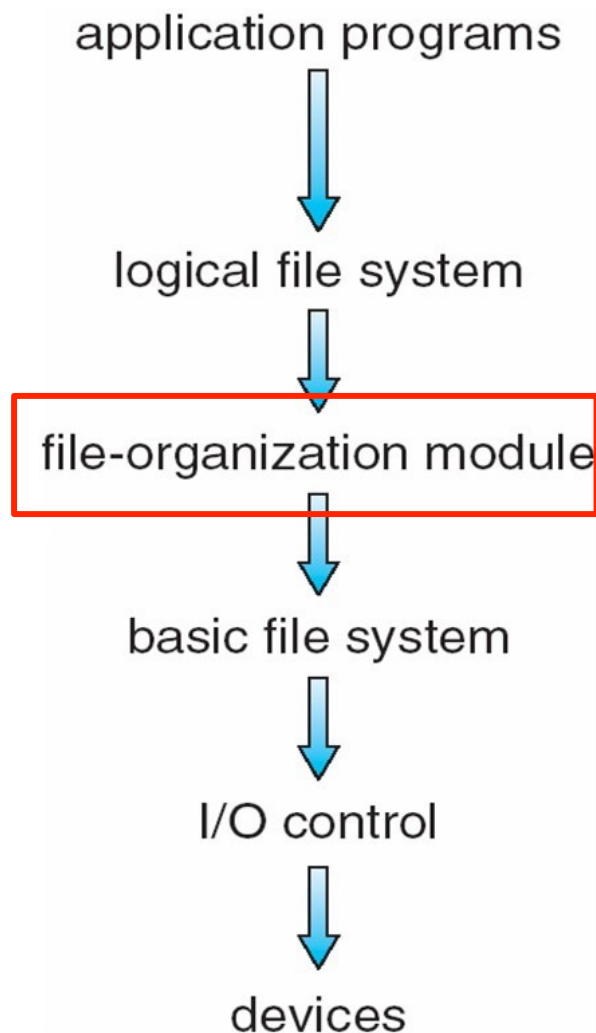 application programs
logical file system
file-organization module
basic file system
I/O control
devices